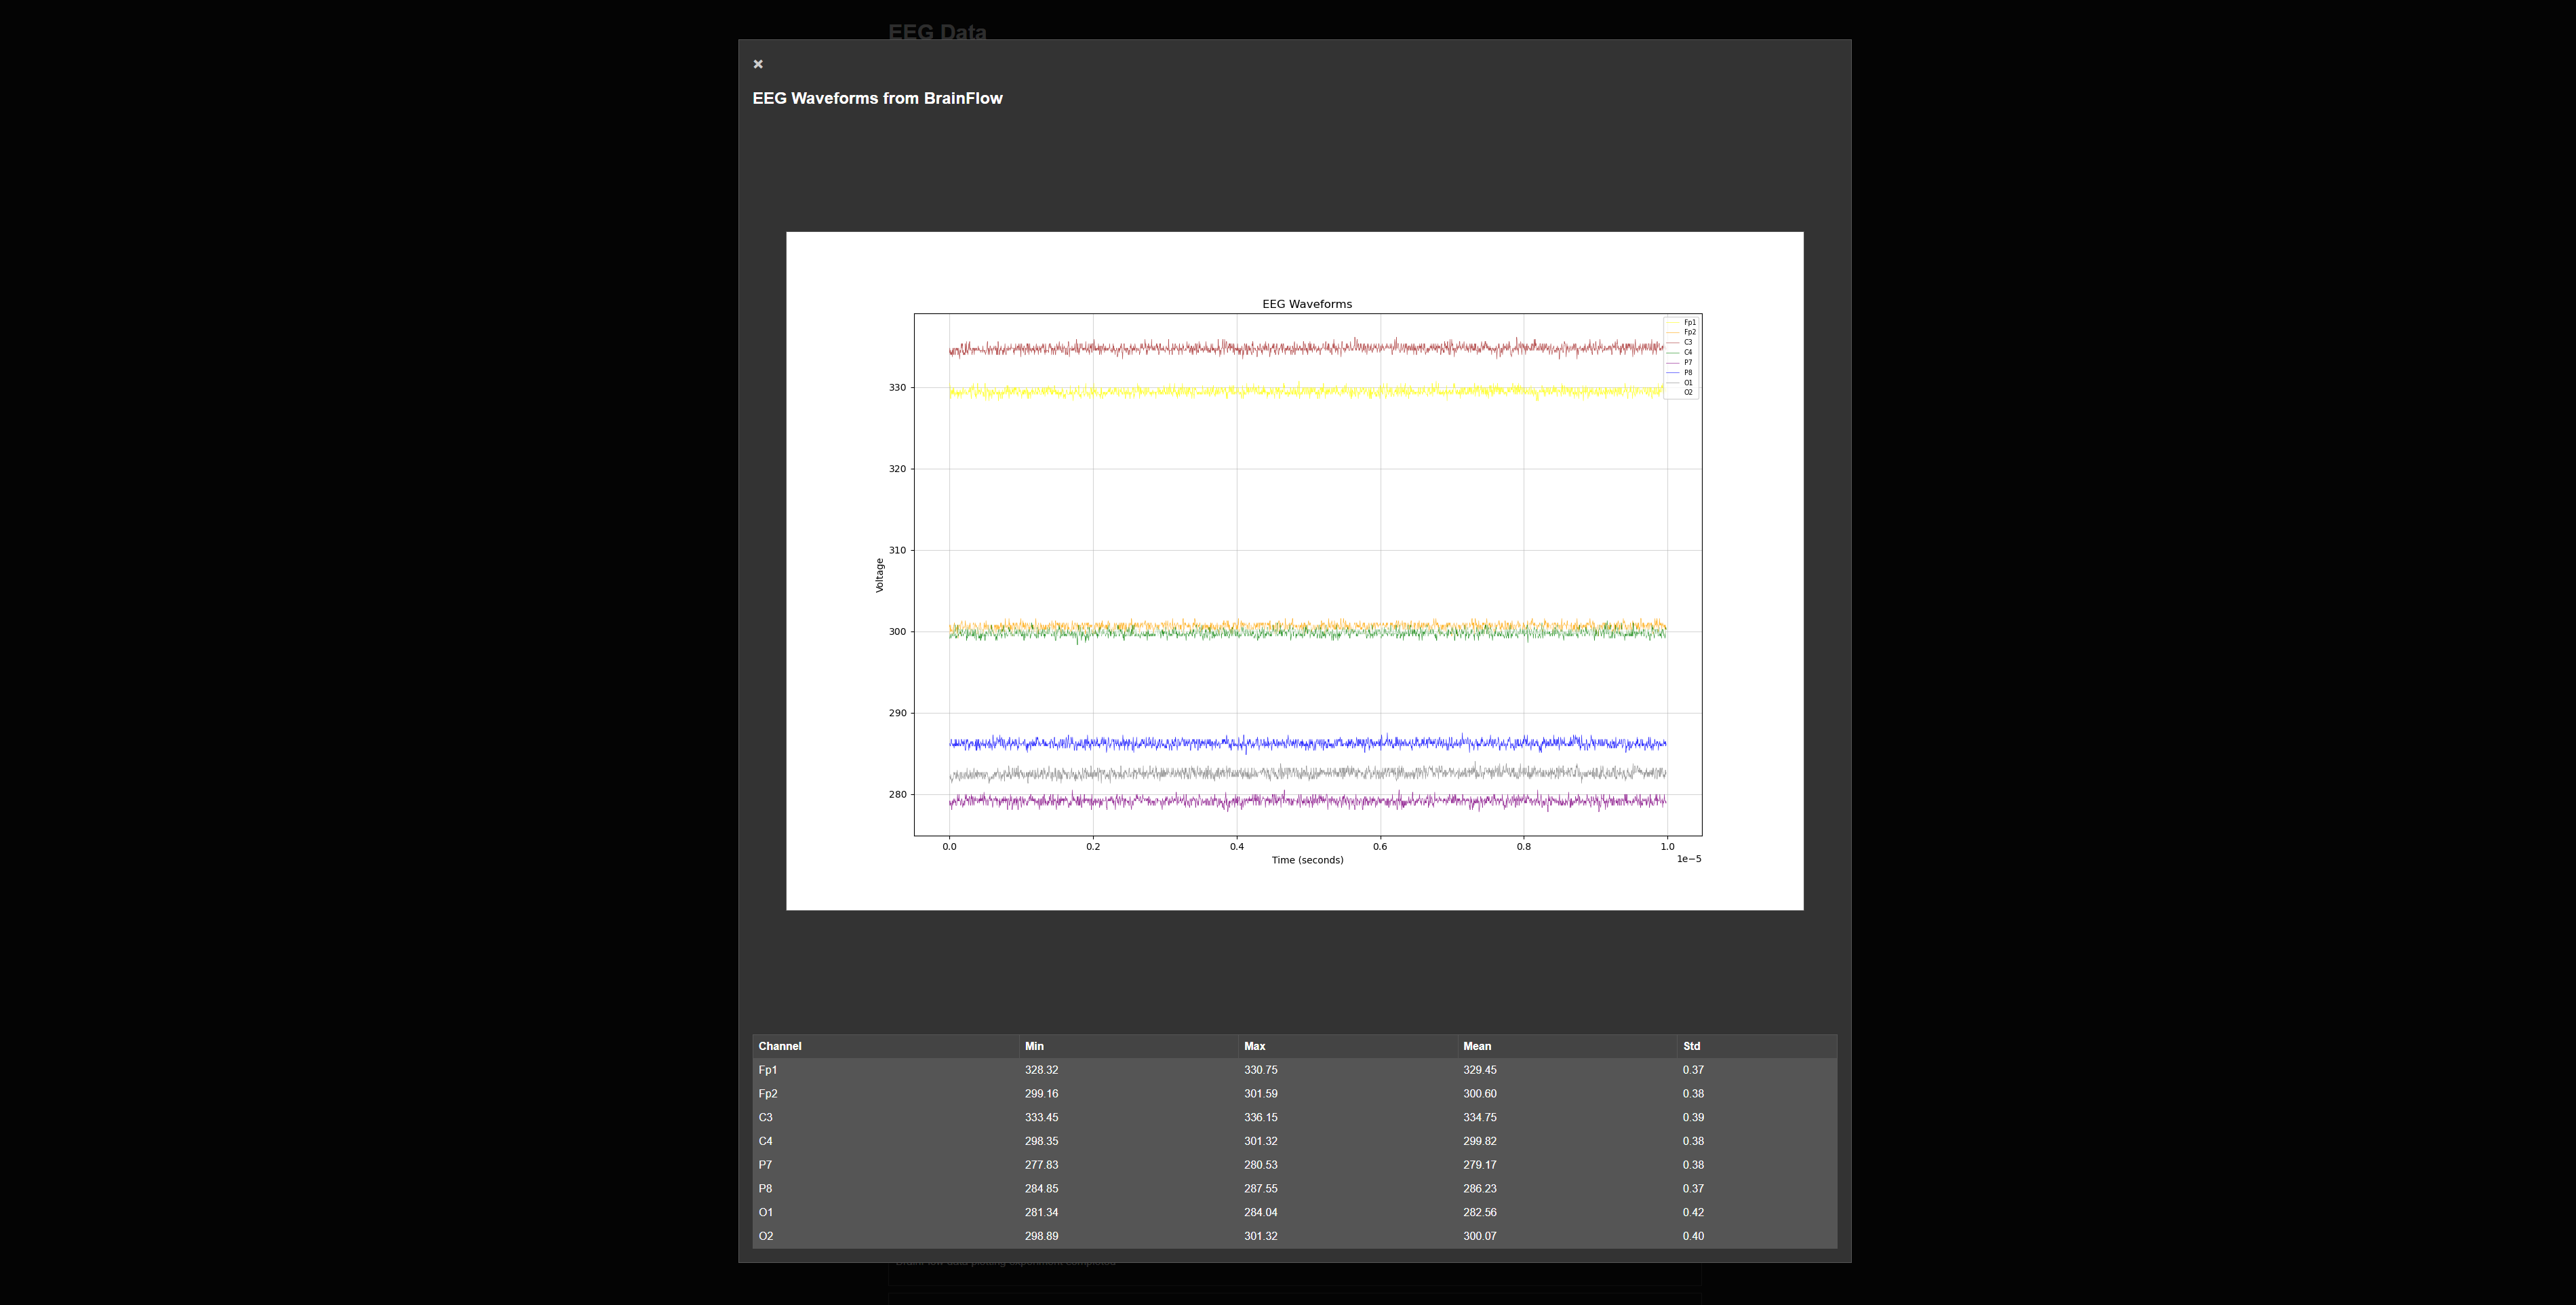 EEG Data
×
EEG Waveforms from BrainFlow
EEG Waveforms
Fp1
Fp2
C3
C4
P7
P8
O1
O2
330
320
310
300
290
280
Voltage
0.0 0.2 0.4 0.6 0.8 1.0
1e−5
Time (seconds)
Channel Min Max Mean Std
Fp1 328.32 330.75 329.45 0.37
Fp2 299.16 301.59 300.60 0.38
C3 333.45 336.15 334.75 0.39
C4 298.35 301.32 299.82 0.38
P7 277.83 280.53 279.17 0.38
P8 284.85 287.55 286.23 0.37
O1 281.34 284.04 282.56 0.42
O2 298.89 301.32 300.07 0.40
data plotting experiment completed